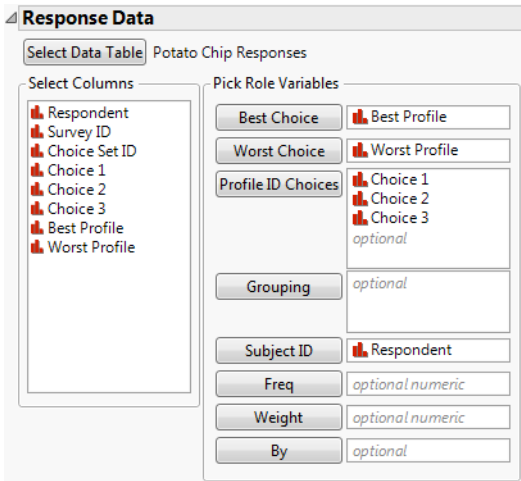 Response Data
Select Data Table Potato Chip Responses
Select Columns
Respondent
Survey ID
Choice Set ID
Choice 1
Choice 2
Choice 3
Best Profile
Worst Profile
Pick Role Variables
Best Choice Best Profile
Worst Choice Worst Profile
Profile ID Choices Choice 1
Choice 2
Choice 3
optional
Grouping optional
Subject ID Respondent
Freq optional numeric
Weight optional numeric
By optional